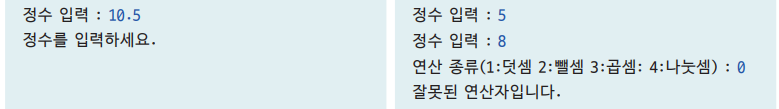 정수 입력 : 10.5
정수를 입력하세요.
정수 입력 : 5
정수 입력 : 8
연산 종류(1:덧셈 2:뺄셈 3:곱셈: 4:나눗셈) : 0
잘못된 연산자입니다.